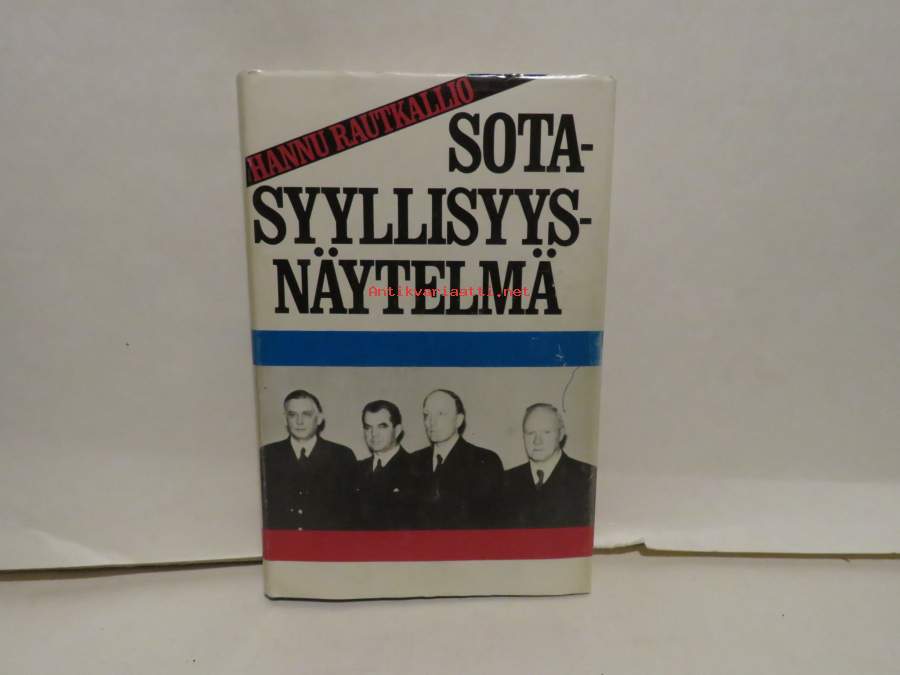 HANNU RAUTKALLIO
SOTA-
SYYLLISYYS-
NÄYTELMÄ
Antikvariaatti.net